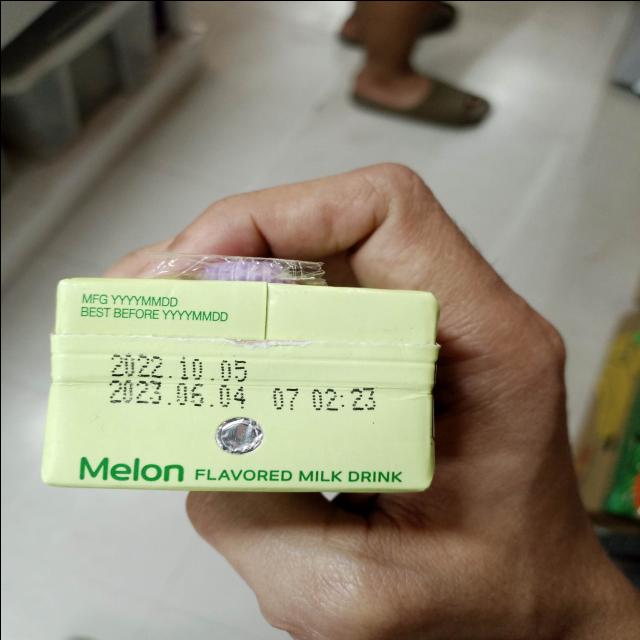 MFG YYYYMMDD
BEST BEFORE YYYYMMDD
2022.10.05
2023.06.04 07 02:23
Melon FLAVORED MILK DRINK